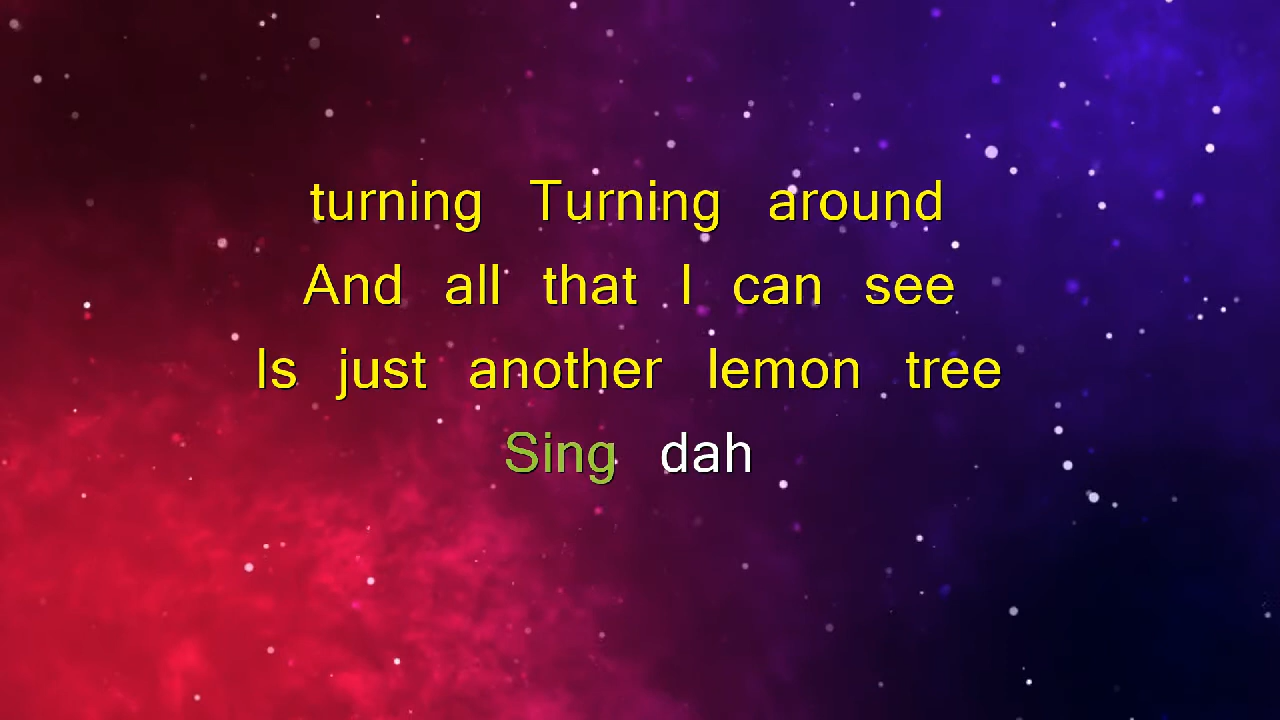 turning Turning around
And all that I can see
Is just another lemon tree
Sing dah